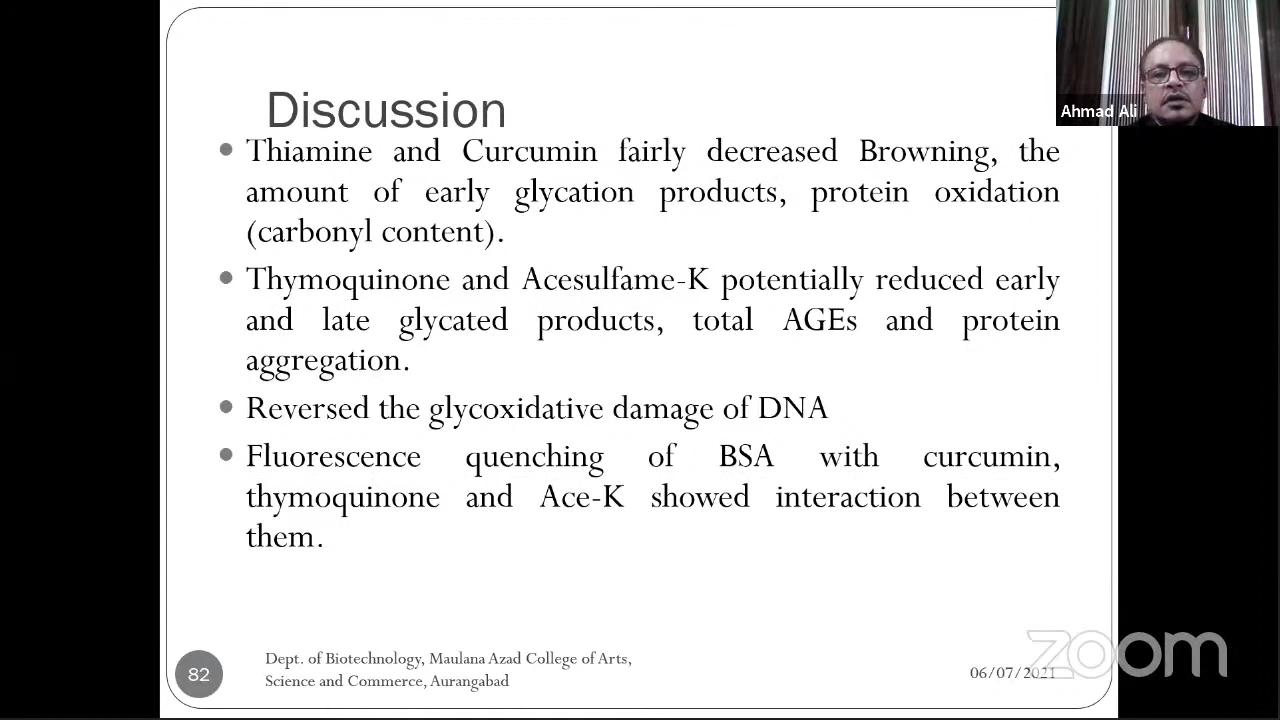 Discussion
Thiamine and Curcumin fairly decreased Browning, the
amount of early glycation products, protein oxidation
(carbonyl content).
Thymoquinone and Acesulfame-K potentially reduced early
and late glycated products, total AGEs and protein
aggregation.
Reversed the glycoxidative damage of DNA
Fluorescence quenching of BSA with curcumin,
thymoquinone and Ace-K showed interaction between
them.
82
Dept. of Biotechnology, Maulana Azad College of Arts,
Science and Commerce, Aurangabad
06/07/2021
zoom
Ahmad Ali